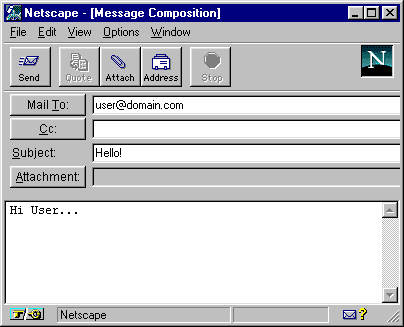 Netscape - [Message Composition]
File Edit View Options Window
Send Quote Attach Address Stop
N
Mail To: user@domain.com
Cc:
Subject: Hello!
Attachment:
Hi User...
Netscape ?